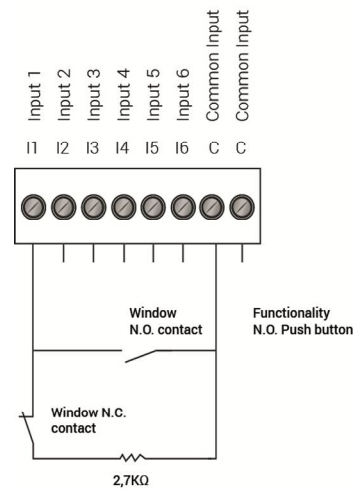 Input 1
Input 2
Input 3
Input 4
Input 5
Input 6
Common Input
Common Input
I1 I2 I3 I4 I5 I6 C C
Window
N.O. contact
Functionality
N.O. Push button
Window N.C.
contact
2,7KΩ